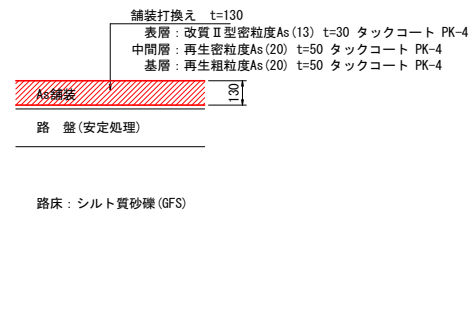 舗装打換え t=130
表層：改質Ⅱ型密粒度As(13) t=30 タックコート PK-4
中間層：再生密粒度As(20) t=50 タックコート PK-4
基層：再生粗粒度As(20) t=50 タックコート PK-4
As舗装
130
路 盤(安定処理)
路床：シルト質砂礫(GFS)